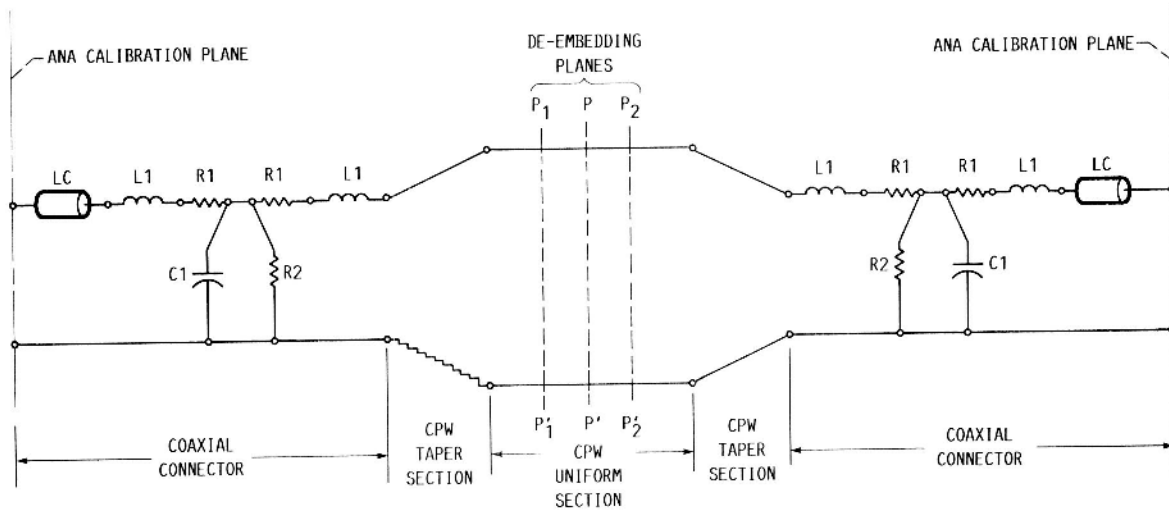 DE-EMBEDDING
PLANES
ANA CALIBRATION PLANE
ANA CALIBRATION PLANE
P1 P P2
LC L1 R1 R1 L1
L1 R1 R1 L1 LC
C1 R2
R2 C1
P'1 P' P'2
COAXIAL
CONNECTOR
CPW
TAPER
SECTION
CPW
UNIFORM
SECTION
CPW
TAPER
SECTION
COAXIAL
CONNECTOR